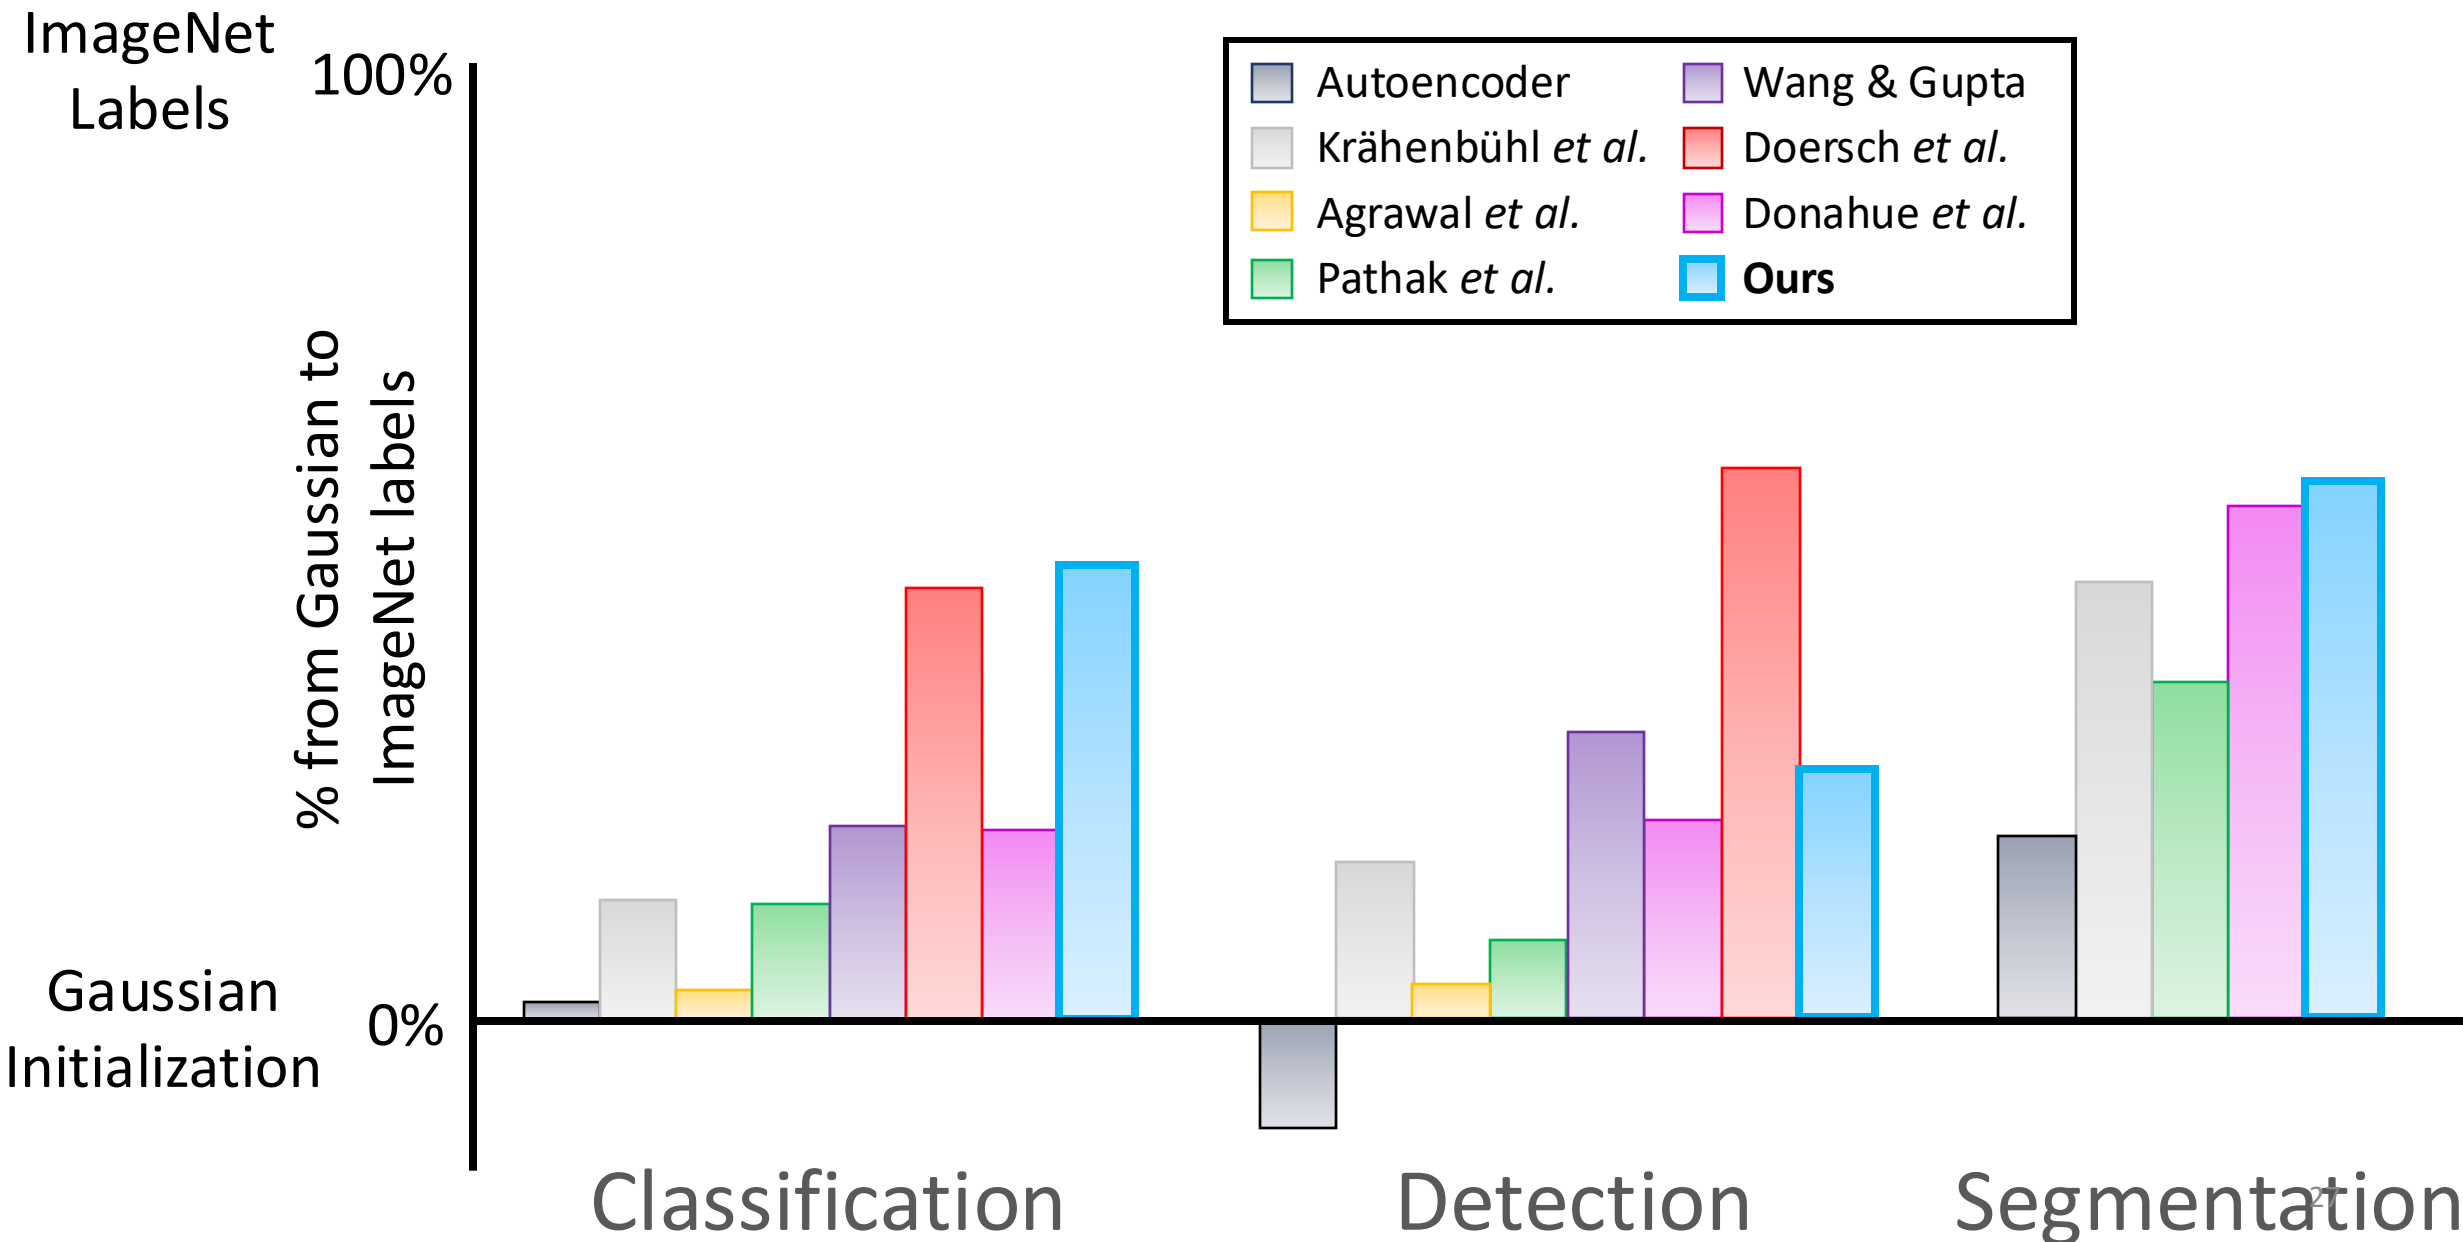 ImageNet
Labels
100%
Autoencoder
Wang & Gupta
Krähenbühl et al.
Doersch et al.
Agrawal et al.
Donahue et al.
Pathak et al.
Ours
% from Gaussian to
ImageNet labels
Gaussian
Initialization
0%
Classification
Detection
Segmentation
27